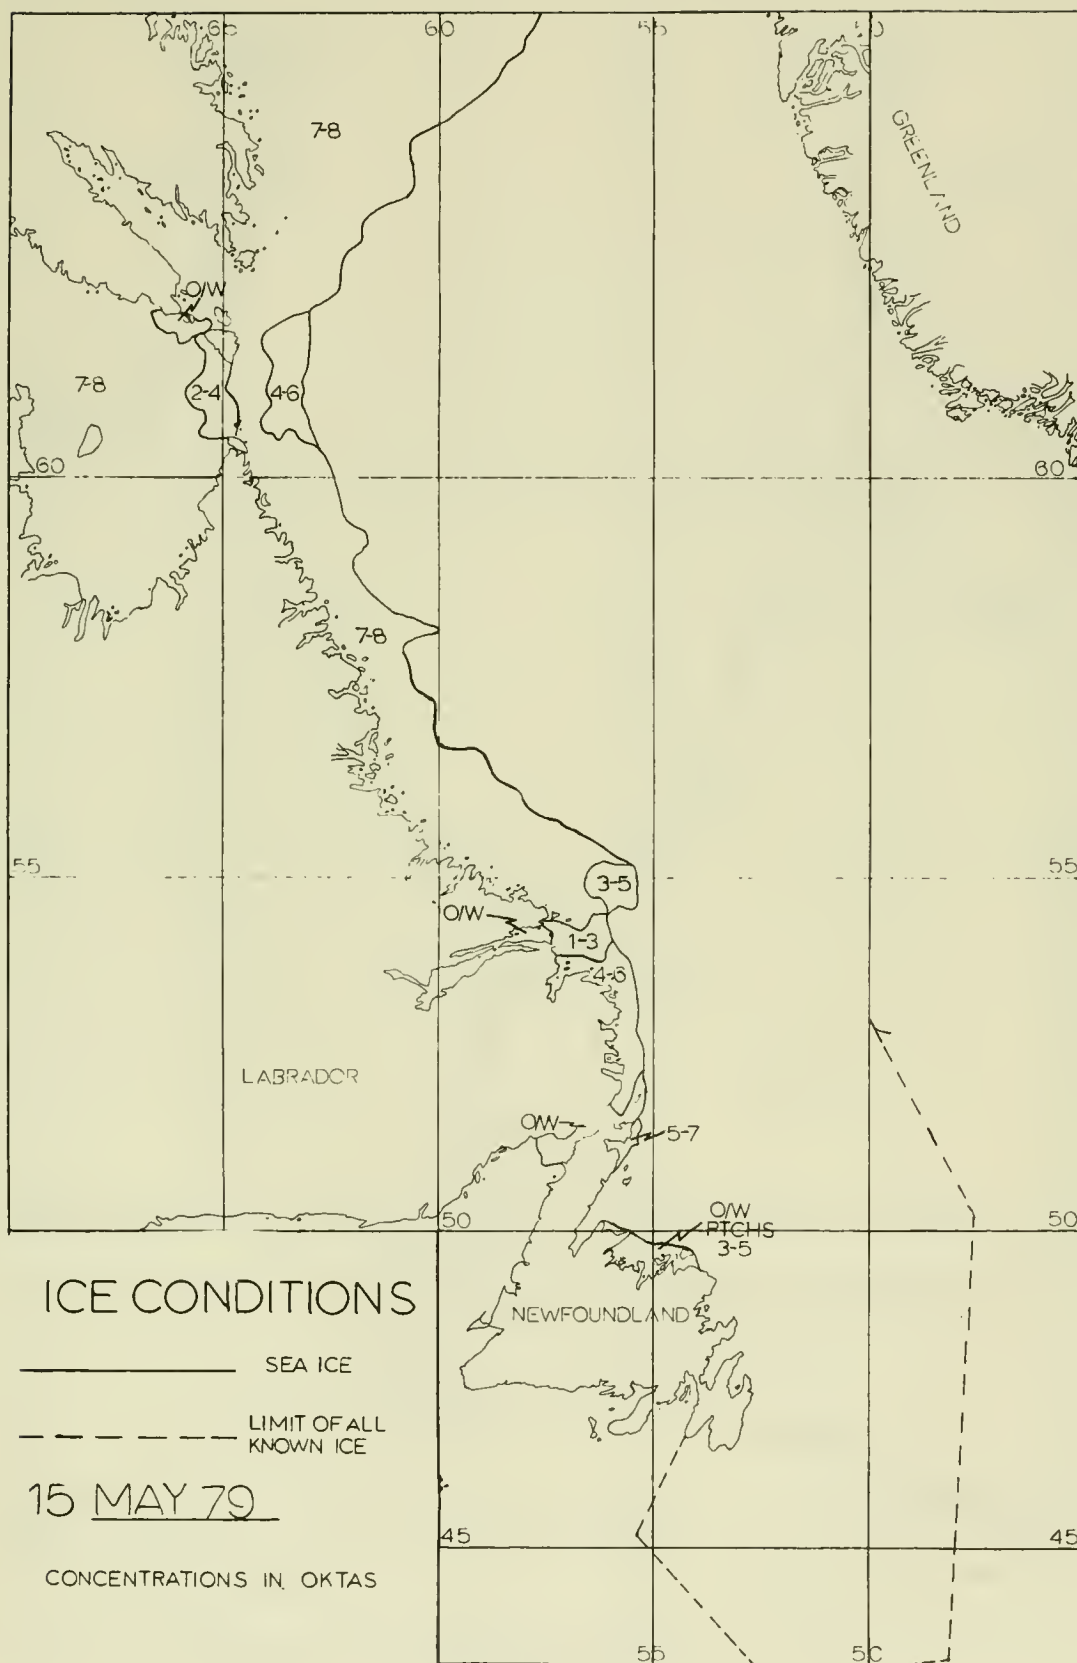 65
60
55
50
7-8
GREENLAND
O/W
7-8
2-4
4-6
60
60
7-8
55
55
3-5
O/W
1-3
4-6
LABRADOR
O/W
5-7
50
O/W
PTCHS
3-5
50
ICE CONDITIONS
NEWFOUNDLAND
SEA ICE
LIMIT OF ALL
KNOWN ICE
15 MAY 79
45
45
CONCENTRATIONS IN OKTAS
55
50